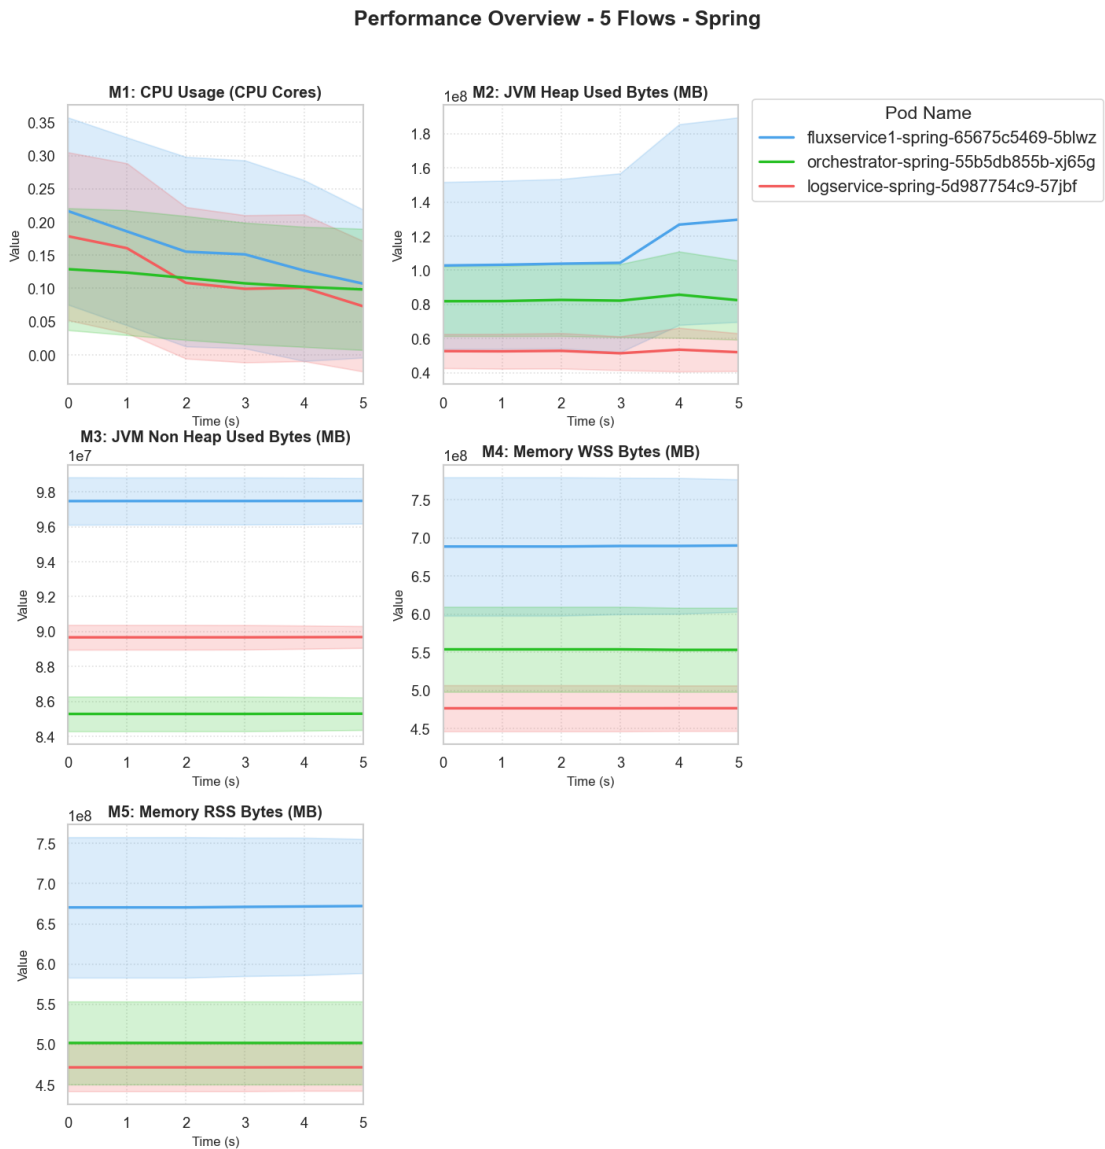 Performance Overview - 5 Flows - Spring
M1: CPU Usage (CPU Cores)
Value
0.35
0.30
0.25
0.20
0.15
0.10
0.05
0.00
0 1 2 3 4 5
Time (s)
1e8
M2: JVM Heap Used Bytes (MB)
Value
1.8
1.6
1.4
1.2
1.0
0.8
0.6
0.4
0 1 2 3 4 5
Time (s)
Pod Name
fluxservice1-spring-65675c5469-5blwz
orchestrator-spring-55b5db855b-xj65g
logservice-spring-5d987754c9-57jbf
M3: JVM Non Heap Used Bytes (MB)
1e7
Value
9.8
9.6
9.4
9.2
9.0
8.8
8.6
8.4
0 1 2 3 4 5
Time (s)
M4: Memory WSS Bytes (MB)
1e8
Value
7.5
7.0
6.5
6.0
5.5
5.0
4.5
0 1 2 3 4 5
Time (s)
M5: Memory RSS Bytes (MB)
1e8
Value
7.5
7.0
6.5
6.0
5.5
5.0
4.5
0 1 2 3 4 5
Time (s)